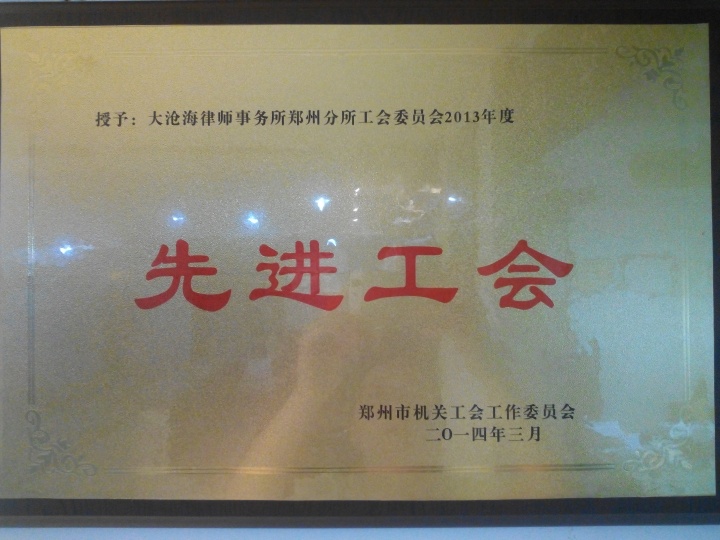 授予：大沧海律师事务所郑州分所工会委员会2013年度
先进工会
郑州市机关工会工作委员会
二O一四年三月